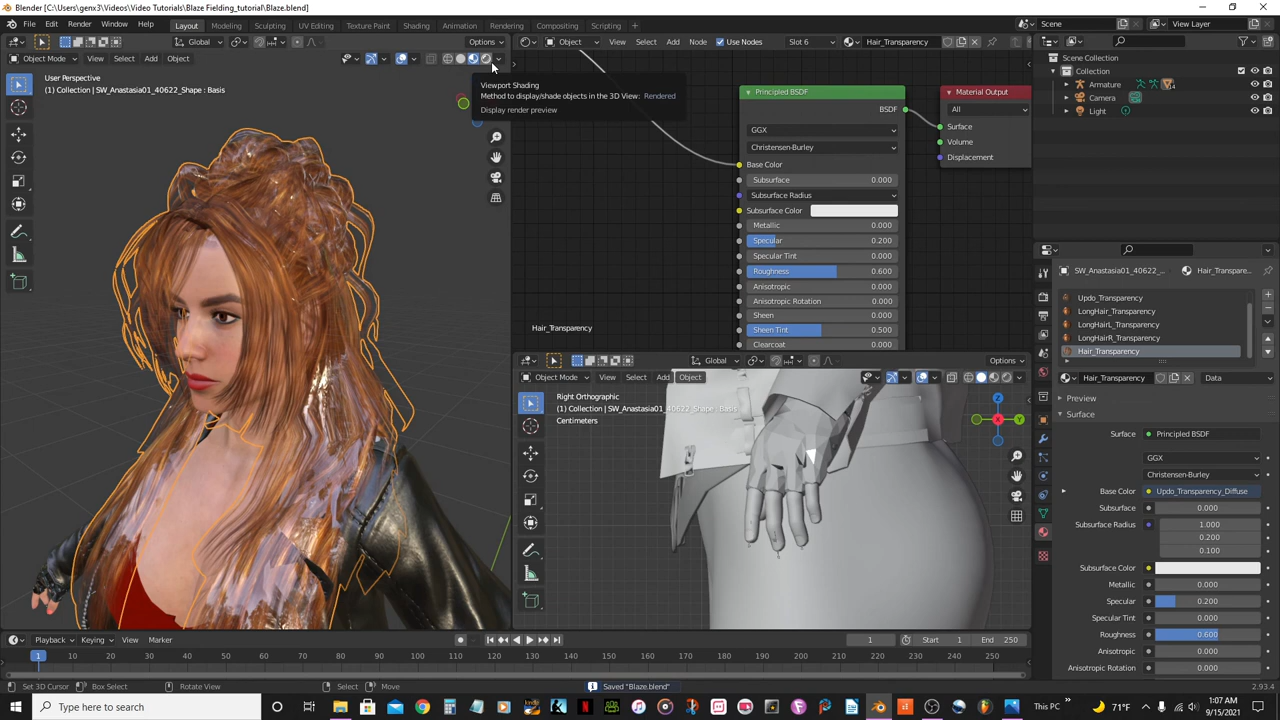 Blender [C:\Users\genx3\Videos\Video Tutorials\Blaze Fielding_tutorial\Blaze.blend]
File Edit Render Window Help Layout Modeling Sculpting UV Editing Texture Paint Shading Animation Rendering Compositing Scripting Scene View Layer
Global Options
Object View Select Add Node Use Nodes Slot 6 Hair_Transparency
Object Mode View Select Add Object
User Perspective
(1) Collection | SW_Anastasia01_40622_Shape : Basis
Viewport Shading
Method to display/shade objects in the 3D View: Rendered
Display render preview
Principled BSDF
BSDF
GGX
Christensen-Burley
Base Color
Subsurface 0.000
Subsurface Radius
Subsurface Color
Metallic 0.000
Specular 0.200
Specular Tint 0.000
Roughness 0.600
Anisotropic 0.000
Anisotropic Rotation 0.000
Sheen 0.000
Sheen Tint 0.500
Clearcoat 0.000
Material Output
All
Surface
Volume
Displacement
Hair_Transparency
Scene Collection
Collection
Armature
Camera
Light
SW_Anastasia01_40622_... Hair_Transpare...
Updo_Transparency
LongHair_Transparency
LongHairL_Transparency
LongHairR_Transparency
Hair_Transparency
Hair_Transparency Data
Preview
Surface
Surface Principled BSDF
GGX
Christensen-Burley
Base Color Updo_Transparency_Diffuse
Subsurface 0.000
Subsurface Radius 1.000
0.200
0.100
Subsurface Color
Metallic 0.000
Specular 0.200
Specular Tint 0.000
Roughness 0.600
Anisotropic 0.000
Anisotropic Rotation 0.000
Global Options
Object Mode View Select Add Object
Right Orthographic
(1) Collection | SW_Anastasia01_40622_Shape : Basis
Centimeters
X Y Z
Playback Keying View Marker 1 Start 1 End 250
1 10 20 30 40 50 60 70 80 90 100 110 120 130 140 150 160 170 180 190 200 210 220 230 240 250
Set 3D Cursor Box Select Rotate View Select Move Saved "Blaze.blend" 2.93.4
Type here to search This PC 71°F 1:07 AM
9/15/2021